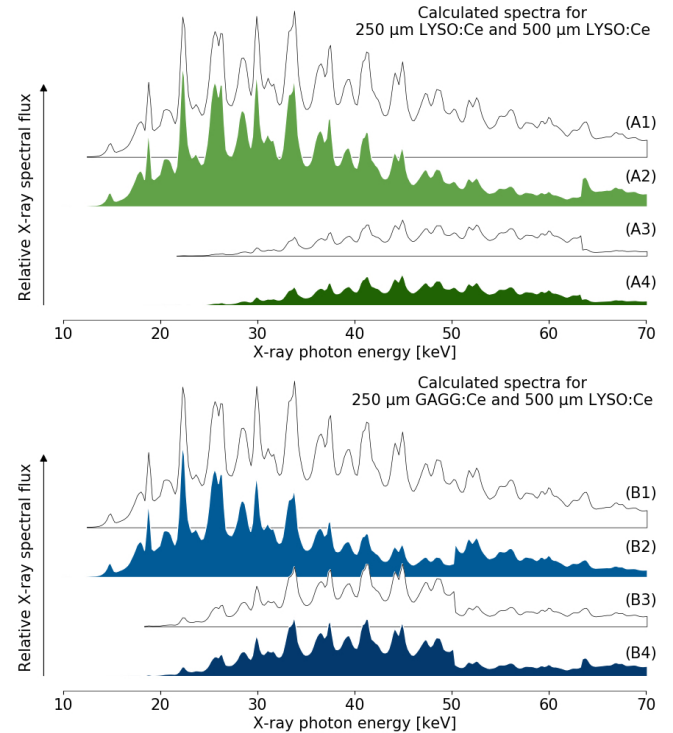 Calculated spectra for
250 µm LYSO:Ce and 500 µm LYSO:Ce
Relative X-ray spectral flux
(A1)
(A2)
(A3)
(A4)
10 20 30 40 50 60 70
X-ray photon energy [keV]
Calculated spectra for
250 µm GAGG:Ce and 500 µm LYSO:Ce
Relative X-ray spectral flux
(B1)
(B2)
(B3)
(B4)
10 20 30 40 50 60 70
X-ray photon energy [keV]